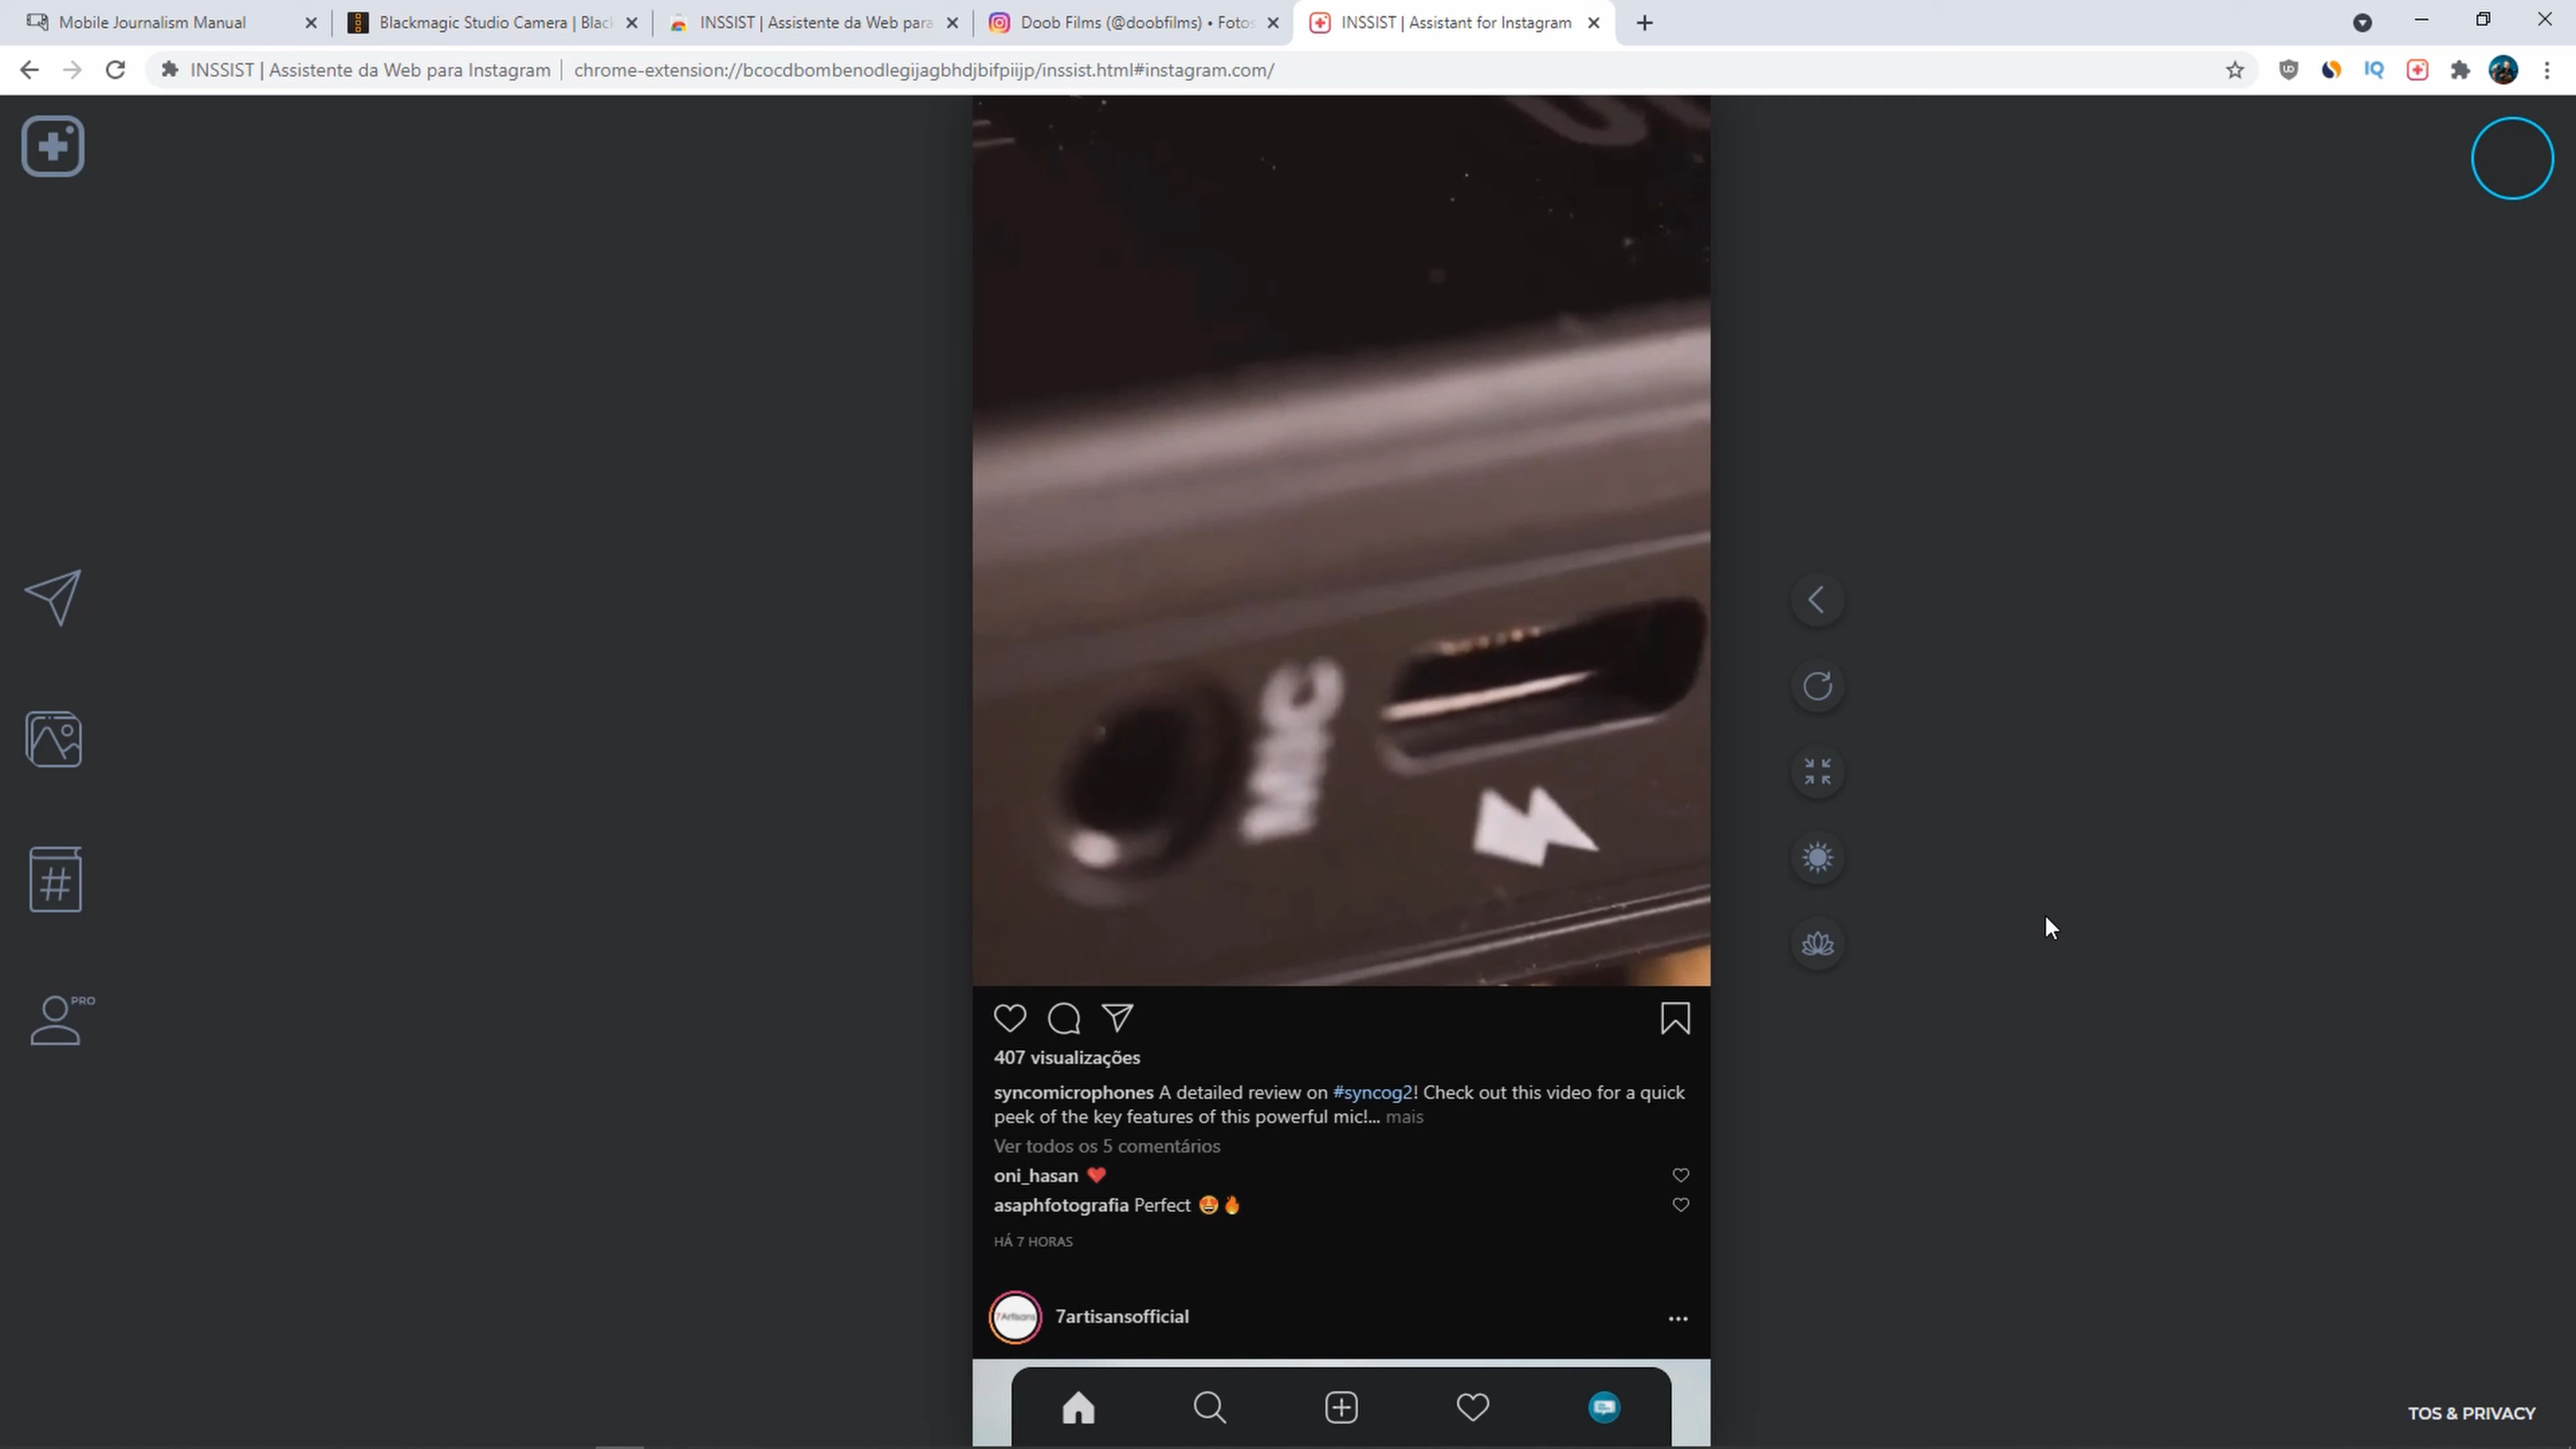 Mobile Journalism Manual
Blackmagic Studio Camera | Blac
INSSIST | Assistente da Web para
Doob Films (@doobfilms) • Fotos
INSSIST | Assistant for Instagram
INSSIST | Assistente da Web para Instagram
chrome-extension://bcocdbombenodlegijagbhdjbifpiijp/inssist.html#instagram.com/
IQ
MIC
#
PRO
407 visualizações
syncomicrophones A detailed review on #syncog2! Check out this video for a quick
peek of the key features of this powerful mic!... mais
Ver todos os 5 comentários
oni_hasan ❤️
asaphfotografia Perfect 🤩🔥
HÁ 7 HORAS
7Artisans
7artisansofficial
TOS & PRIVACY